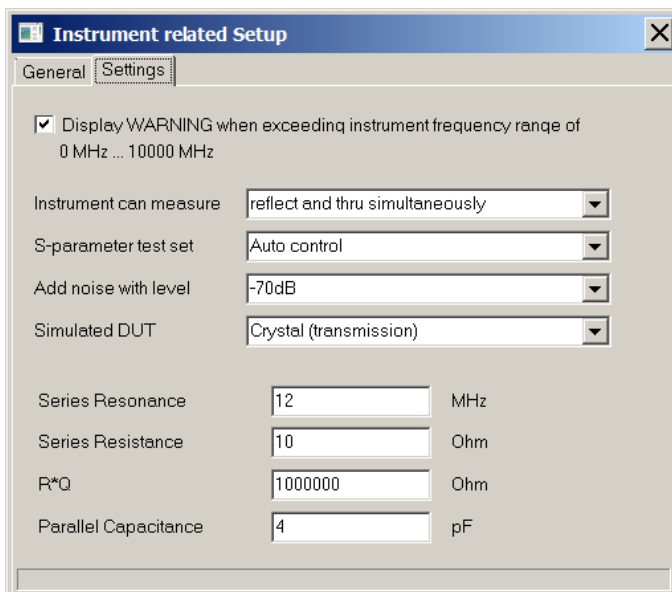 Instrument related Setup
General Settings
Display WARNING when exceeding instrument frequency range of
0 MHz ... 10000 MHz
Instrument can measure reflect and thru simultaneously
S-parameter test set Auto control
Add noise with level -70dB
Simulated DUT Crystal (transmission)
Series Resonance 12 MHz
Series Resistance 10 Ohm
R*Q 1000000 Ohm
Parallel Capacitance 4 pF